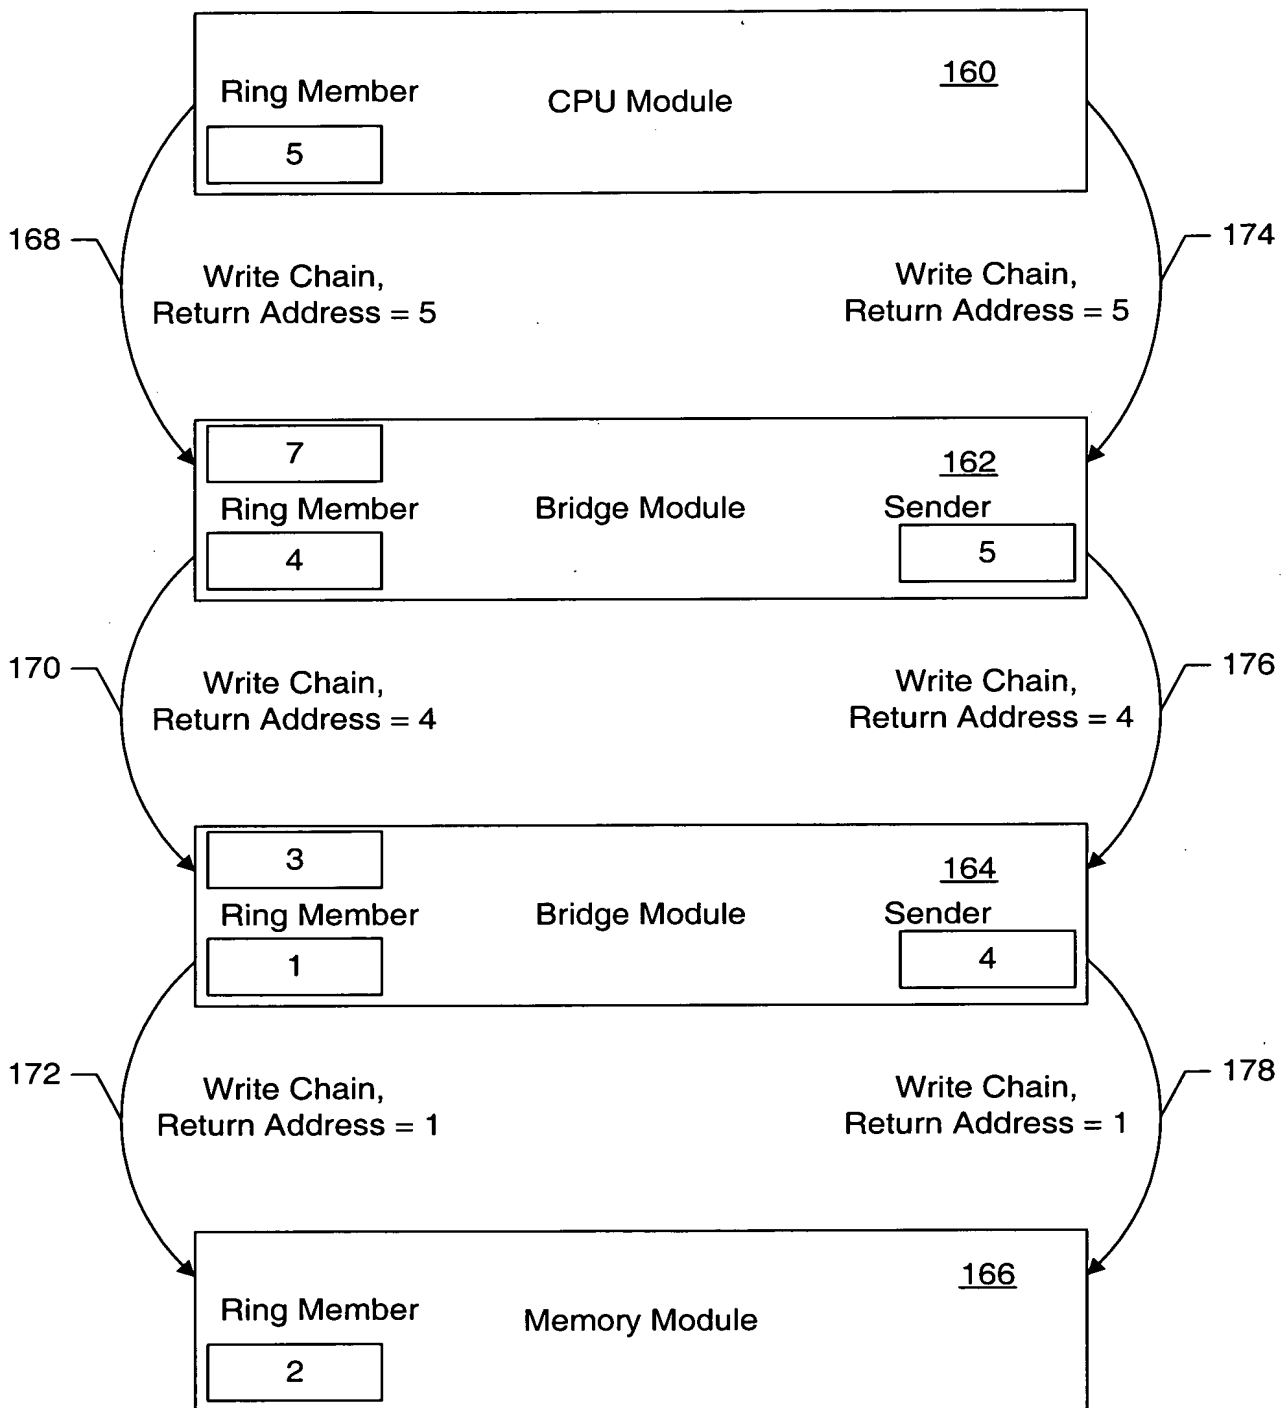 160
Ring Member
CPU Module
5
168
174
Write Chain,
Return Address = 5
Write Chain,
Return Address = 5
7
162
Ring Member
Bridge Module
Sender
4
5
170
176
Write Chain,
Return Address = 4
Write Chain,
Return Address = 4
3
164
Ring Member
Bridge Module
Sender
1
4
172
178
Write Chain,
Return Address = 1
Write Chain,
Return Address = 1
166
Ring Member
Memory Module
2